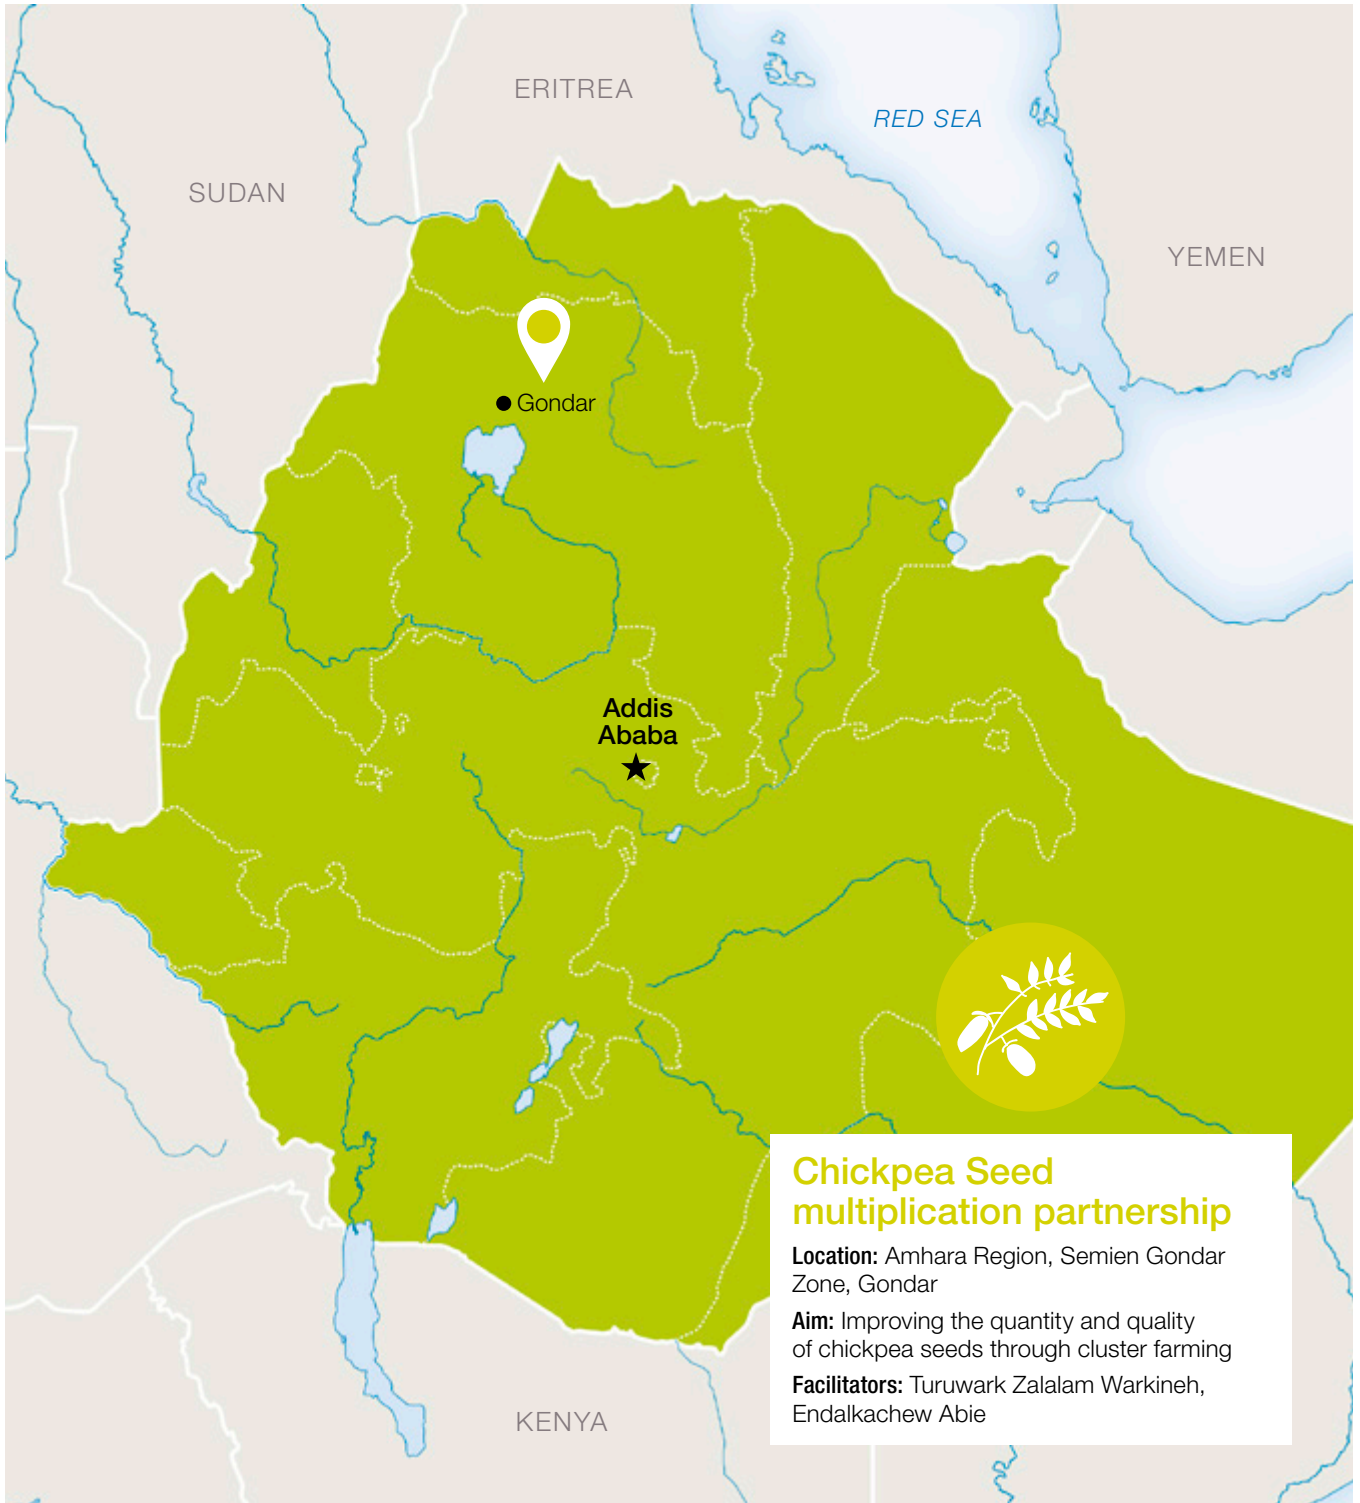 ERITREA
RED SEA
SUDAN
YEMEN
Gondar
Addis
Ababa
Chickpea Seed
multiplication partnership
Location: Amhara Region, Semien Gondar
Zone, Gondar
Aim: Improving the quantity and quality
of chickpea seeds through cluster farming
Facilitators: Turuwark Zalalam Warkineh,
Endalkachew Abie
KENYA